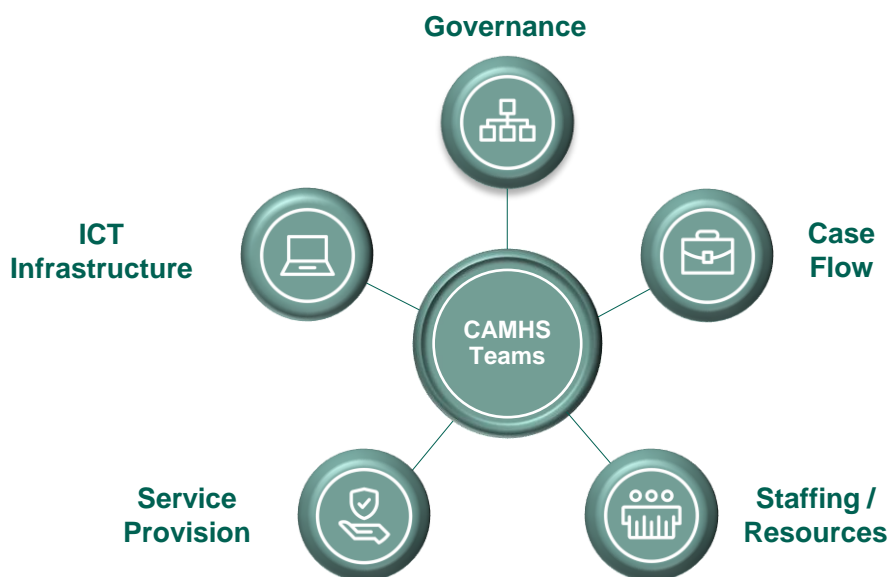 Governance
ICT
Infrastructure
Case
Flow
CAMHS
Teams
Service
Provision
Staffing /
Resources